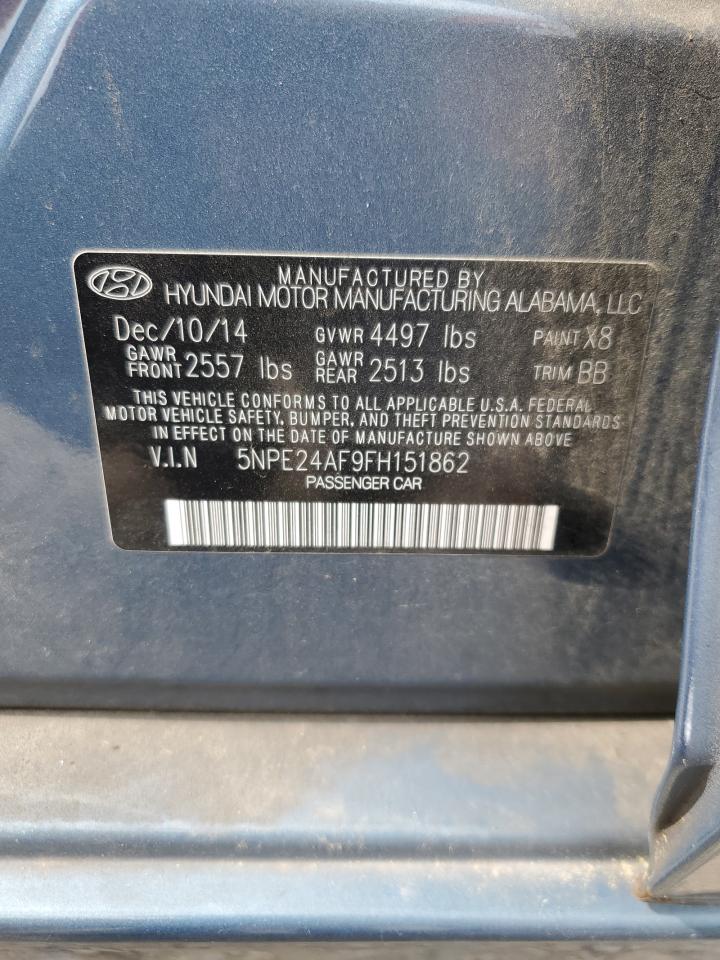 MANUFACTURED BY
HYUNDAI MOTOR MANUFACTURING ALABAMA, LLC
Dec/10/14 GVWR 4497 lbs PAINT X8
GAWR FRONT 2557 lbs GAWR REAR 2513 lbs TRIM BB
THIS VEHICLE CONFORMS TO ALL APPLICABLE U.S.A. FEDERAL
MOTOR VEHICLE SAFETY, BUMPER, AND THEFT PREVENTION STANDARDS
IN EFFECT ON THE DATE OF MANUFACTURE SHOWN ABOVE
V.I.N 5NPE24AF9FH151862
PASSENGER CAR